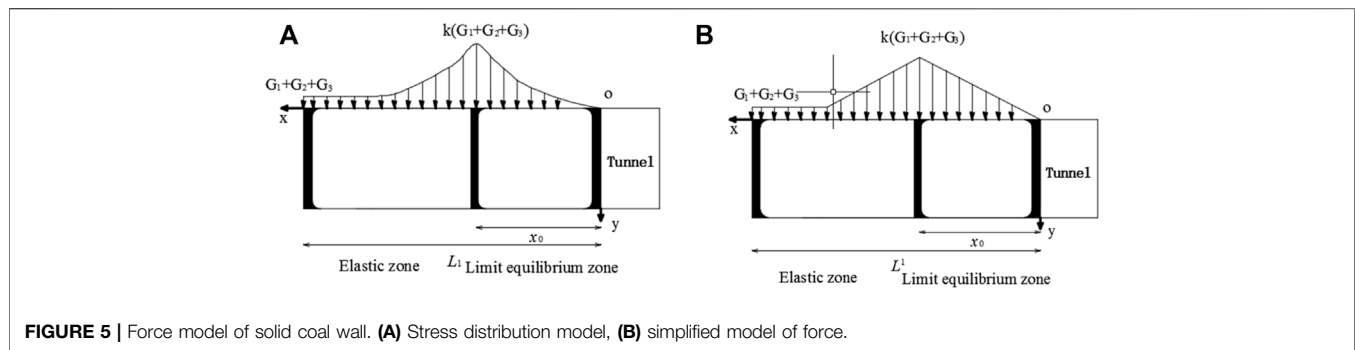 A
k(G₁+G₂+G₃)
G₁+G₂+G₃
o
x
Tunnel
y
x₀
L₁
Elastic zone
Limit equilibrium zone
B
k(G₁+G₂+G₃)
G₁+G₂+G₃
o
x
Tunnel
y
x₀
L¹
Elastic zone
Limit equilibrium zone
FIGURE 5 | Force model of solid coal wall. (A) Stress distribution model, (B) simplified model of force.